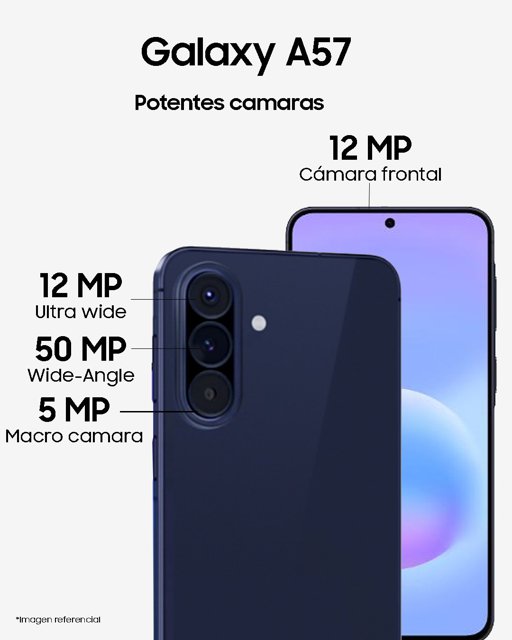 Galaxy A57
Potentes camaras
12 MP
Cámara frontal
12 MP
Ultra wide
50 MP
Wide-Angle
5 MP
Macro camara
*Imagen referencial